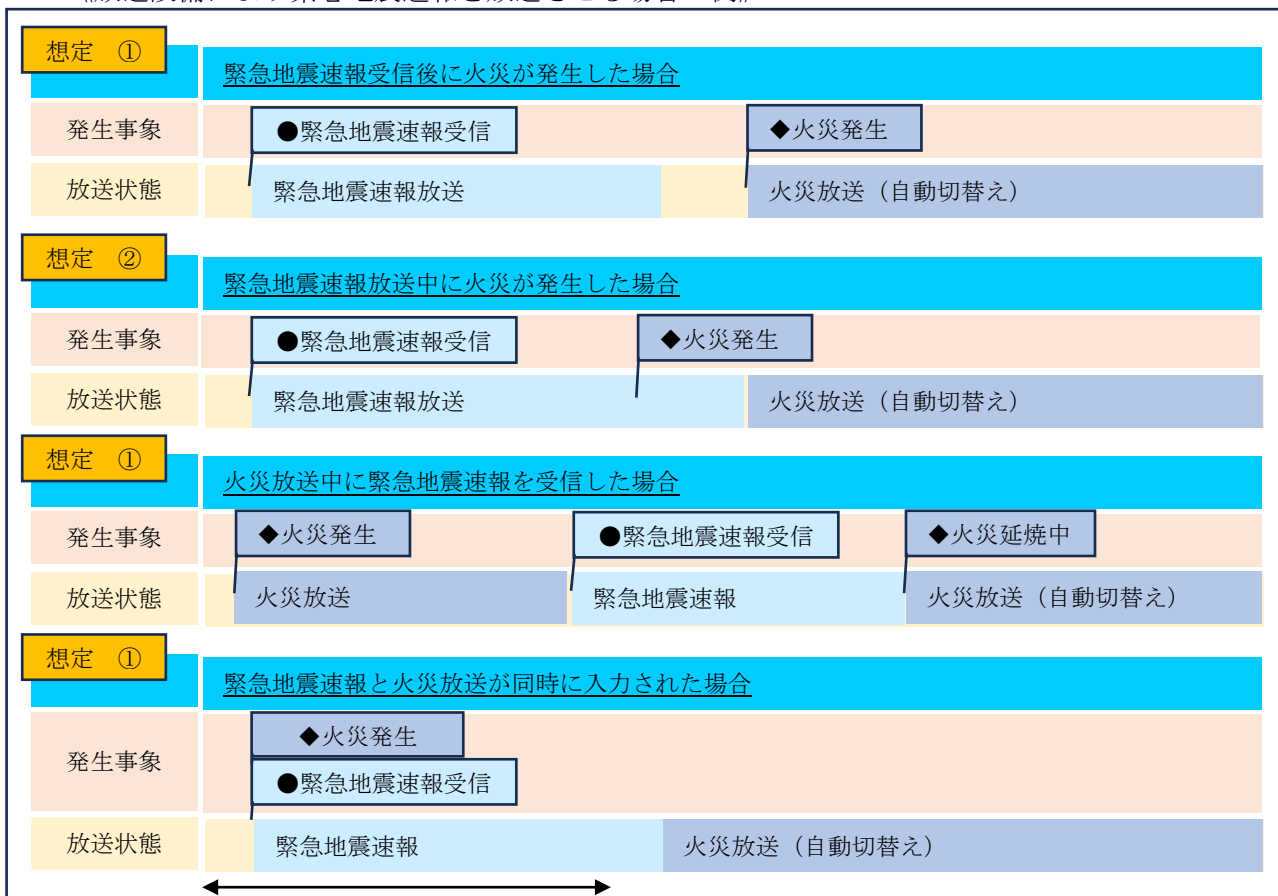 想定 ①
緊急地震速報受信後に火災が発生した場合
発生事象
●緊急地震速報受信
◆火災発生
放送状態
緊急地震速報放送
火災放送（自動切替え）
想定 ②
緊急地震速報放送中に火災が発生した場合
発生事象
●緊急地震速報受信
◆火災発生
放送状態
緊急地震速報放送
火災放送（自動切替え）
想定 ①
火災放送中に緊急地震速報を受信した場合
発生事象
◆火災発生
●緊急地震速報受信
◆火災延焼中
放送状態
火災放送
緊急地震速報
火災放送（自動切替え）
想定 ①
緊急地震速報と火災放送が同時に入力された場合
発生事象
◆火災発生
●緊急地震速報受信
放送状態
緊急地震速報
火災放送（自動切替え）